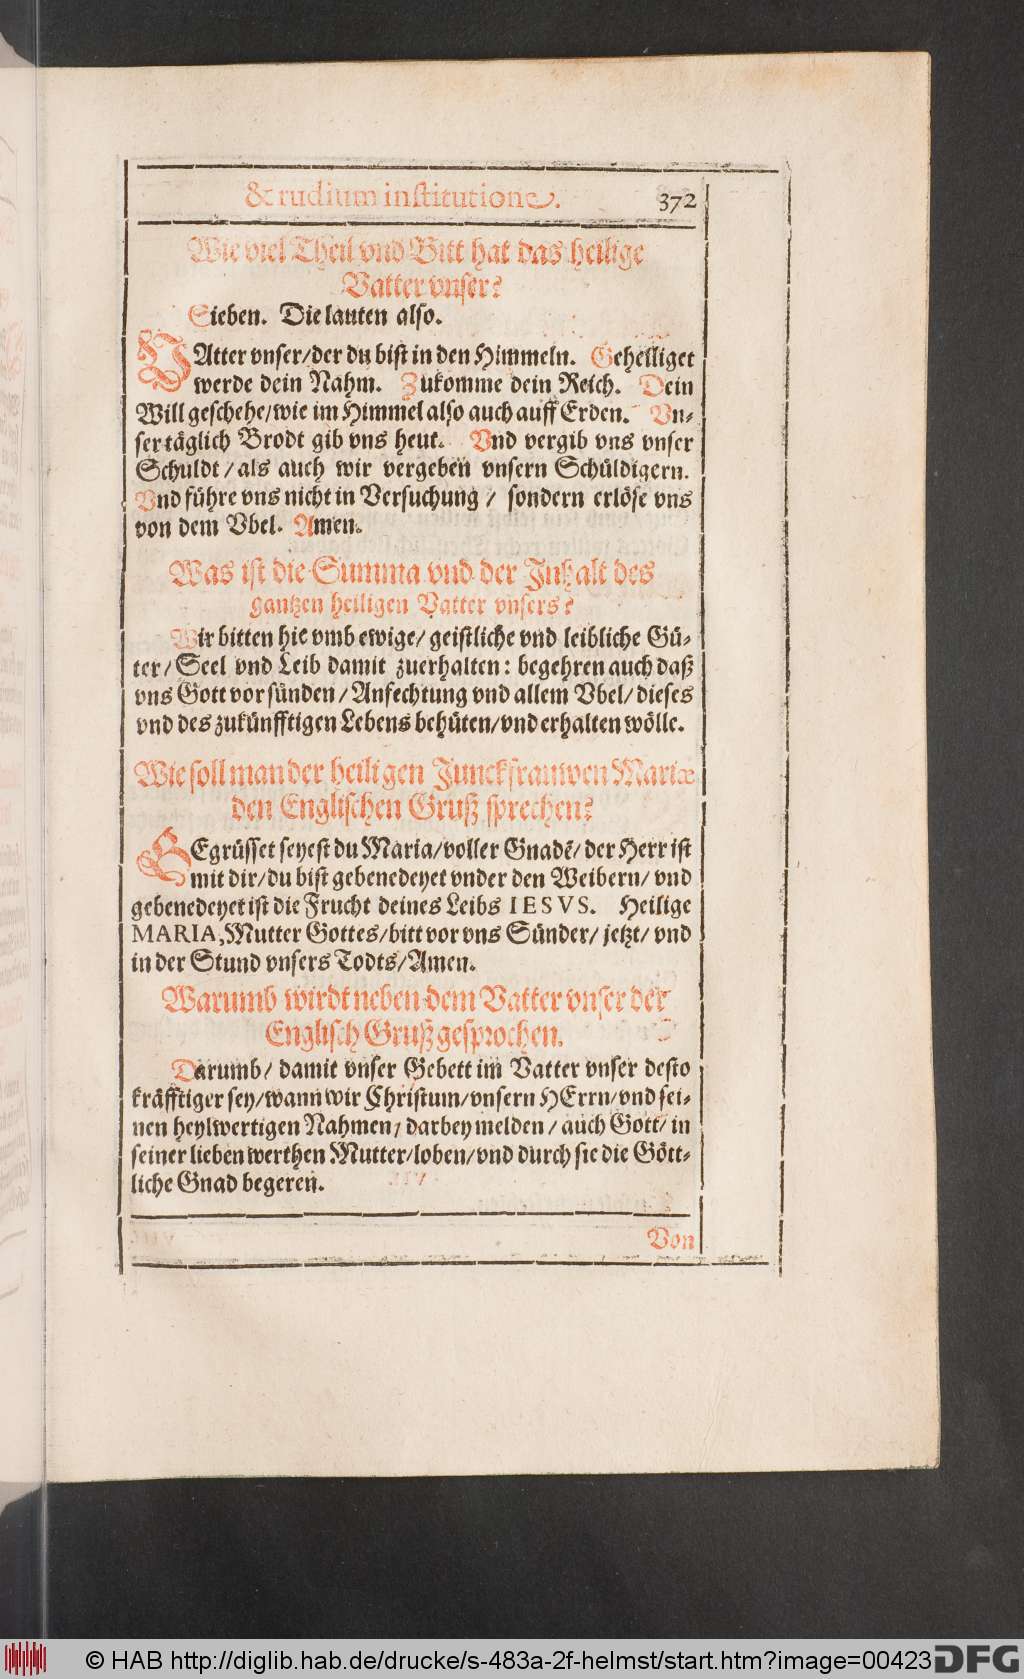 & rudium institutione. 372
Wie viel Theil vnd Bitt hat das heilige
Vatter vnser?
Sieben. Die lauten also.
VAtter vnser/der du bist in den Himmeln. Geheiliget
werde dein Nahm. Zukomme dein Reich. Dein
Will geschehe/wie im Himmel also auch auff Erden. Vn-
ser täglich Brodt gib vns heut. Vnd vergib vns vnser
Schuldt/als auch wir vergeben vnsern Schüldigern.
Vnd führe vns nicht in Versuchung/ sondern erlöse vns
von dem Vbel. Amen.
Was ist die Summa vnd der Inhalt des
gantzen heiligen Vatter vnsers?
Wir bitten hie vmb ewige/geistliche vnd leibliche Gü-
ter/Seel vnd Leib damit zuerhalten: begehren auch daß
vns Gott vor sünden/Anfechtung vnd allem Vbel/dieses
vnd des zukünfftigen Lebens behüten/vnd erhalten wölle.
Wie soll man der heiligen Junckfrauwen Mariæ
den Englischen Gruß sprechen?
GEgrüsset seyest du Maria/voller Gnadē/der Herr ist
mit dir/du bist gebenedeyet vnder den Weibern/vnd
gebenedeyet ist die Frucht deines Leibs IESVS. Heilige
MARIA, Mutter Gottes/bitt vor vns Sünder/jetzt/vnd
in der Stund vnsers Todts/Amen.
Warumb wirdt neben dem Vatter vnser der
Englisch Gruß gesprochen.
Darumb/damit vnser Gebett im Vatter vnser desto
kräfftiger sey/wann wir Christum/vnsern HErrn/vnd sei-
nen heylwertigen Nahmen/darbey melden/auch Gott/in
seiner lieben werthen Mutter/loben/vnd durch sie die Gött-
liche Gnad begeren.
Von
© HAB http://diglib.hab.de/drucke/s-483a-2f-helmst/start.htm?image=00423
DFG